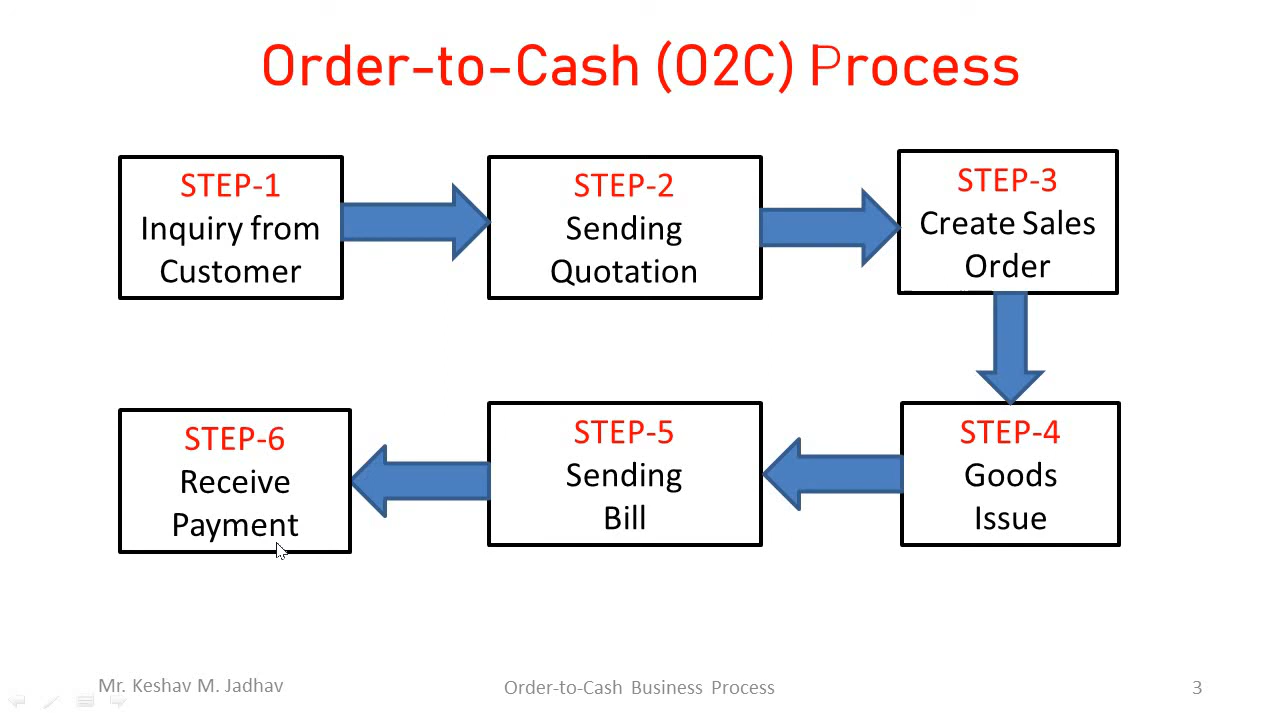 Order-to-Cash (O2C) Process
STEP-1
Inquiry from
Customer
STEP-2
Sending
Quotation
STEP-3
Create Sales
Order
STEP-4
Goods
Issue
STEP-5
Sending
Bill
STEP-6
Receive
Payment
Mr. Keshav M. Jadhav
Order-to-Cash Business Process
3